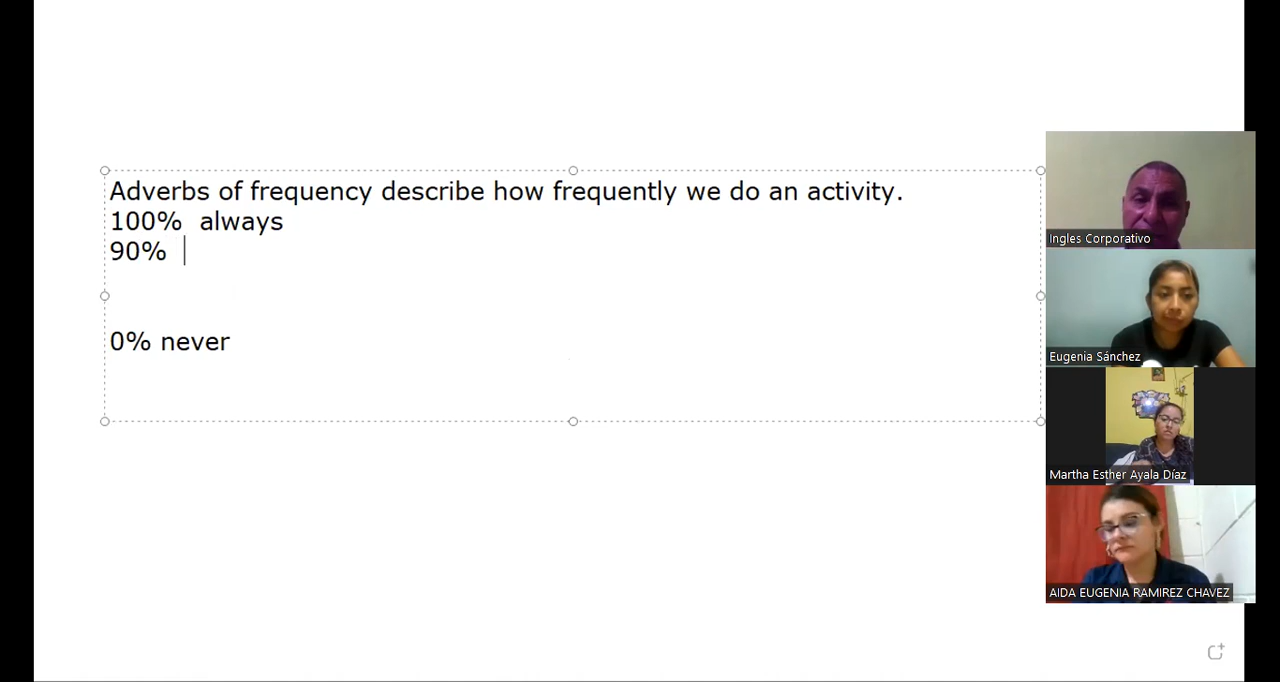 Adverbs of frequency describe how frequently we do an activity.
100%  always
90%
0% never
Ingles Corporativo
Eugenia Sánchez
Martha Esther Ayala Díaz
AIDA EUGENIA RAMIREZ CHAVEZ